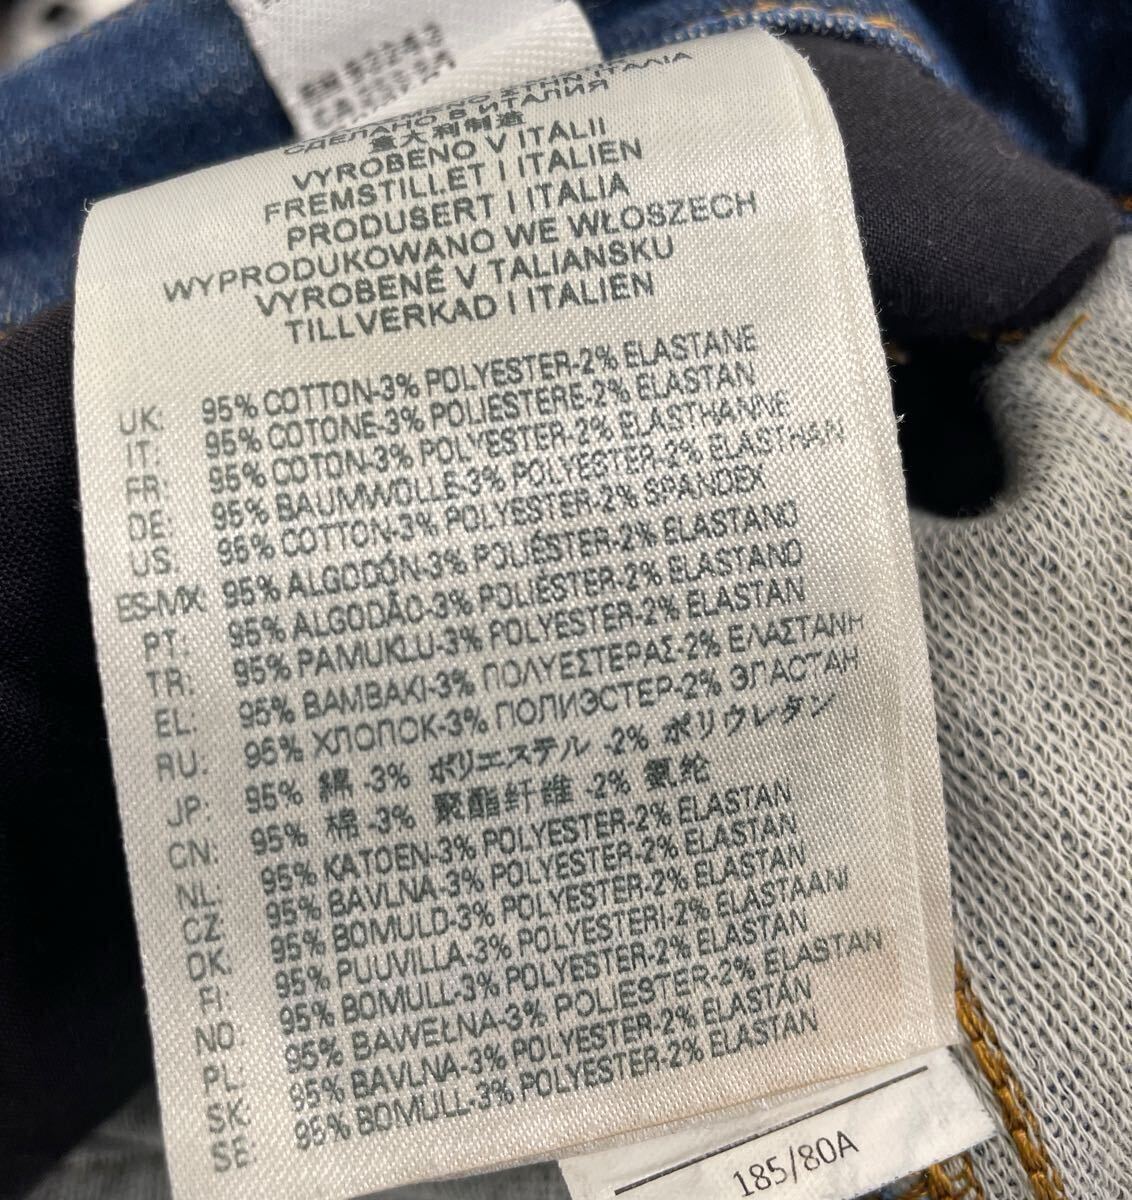 ΣΤΗΝ ΙΤΑΛΙΑ
СДЕЛАНО В ИТАЛИЯ
意大利制造
VYROBENO V ITALII
FREMSTILLET I ITALIEN
PRODUSERT I ITALIA
WYPRODUKOWANO WE WŁOSZECH
VYROBENÉ V TALIANSKU
TILLVERKAD I ITALIEN
UK: 95% COTTON-3% POLYESTER-2% ELASTANE
IT: 95% COTONE-3% POLIESTERE-2% ELASTAN
FR: 95% COTON-3% POLYESTER-2% ELASTHANNE
DE: 95% BAUMWOLLE-3% POLYESTER-2% ELASTHAN
US: 95% COTTON-3% POLYESTER-2% SPANDEX
ES-MX: 95% ALGODÓN-3% POLIÉSTER-2% ELASTANO
PT: 95% ALGODÃO-3% POLIÉSTER-2% ELASTANO
TR: 95% PAMUKLU-3% POLYESTER-2% ELASTAN
EL: 95% BAMBAKI-3% ΠΟΛΥΕΣΤΕΡΑΣ-2% ΕΛΑΣΤΑΝΗ
RU: 95% ХЛОПОК-3% ПОЛИЭСТЕР-2% ЭЛАСТАН
JP: 95% 綿 -3% ポリエステル -2% ポリウレタン
CN: 95% 棉 -3% 聚酯纤维 -2% 氨纶
NL: 95% KATOEN-3% POLYESTER-2% ELASTAN
CZ: 95% BAVLNA-3% POLYESTER-2% ELASTAN
DK: 95% BOMULD-3% POLYESTER-2% ELASTAN
FI: 95% PUUVILLA-3% POLYESTERI-2% ELASTAANI
NO: 95% BOMULL-3% POLYESTER-2% ELASTAN
PL: 95% BAWEŁNA-3% POLIESTER-2% ELASTAN
SK: 95% BAVLNA-3% POLYESTER-2% ELASTÁN
SE: 95% BOMULL-3% POLYESTER-2% ELASTAN
185/80A